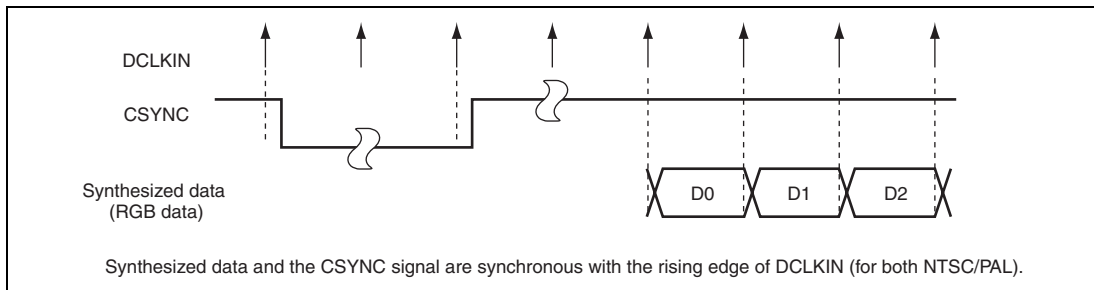 DCLKIN
CSYNC
Synthesized data
(RGB data)
D0 D1 D2
Synthesized data and the CSYNC signal are synchronous with the rising edge of DCLKIN (for both NTSC/PAL).